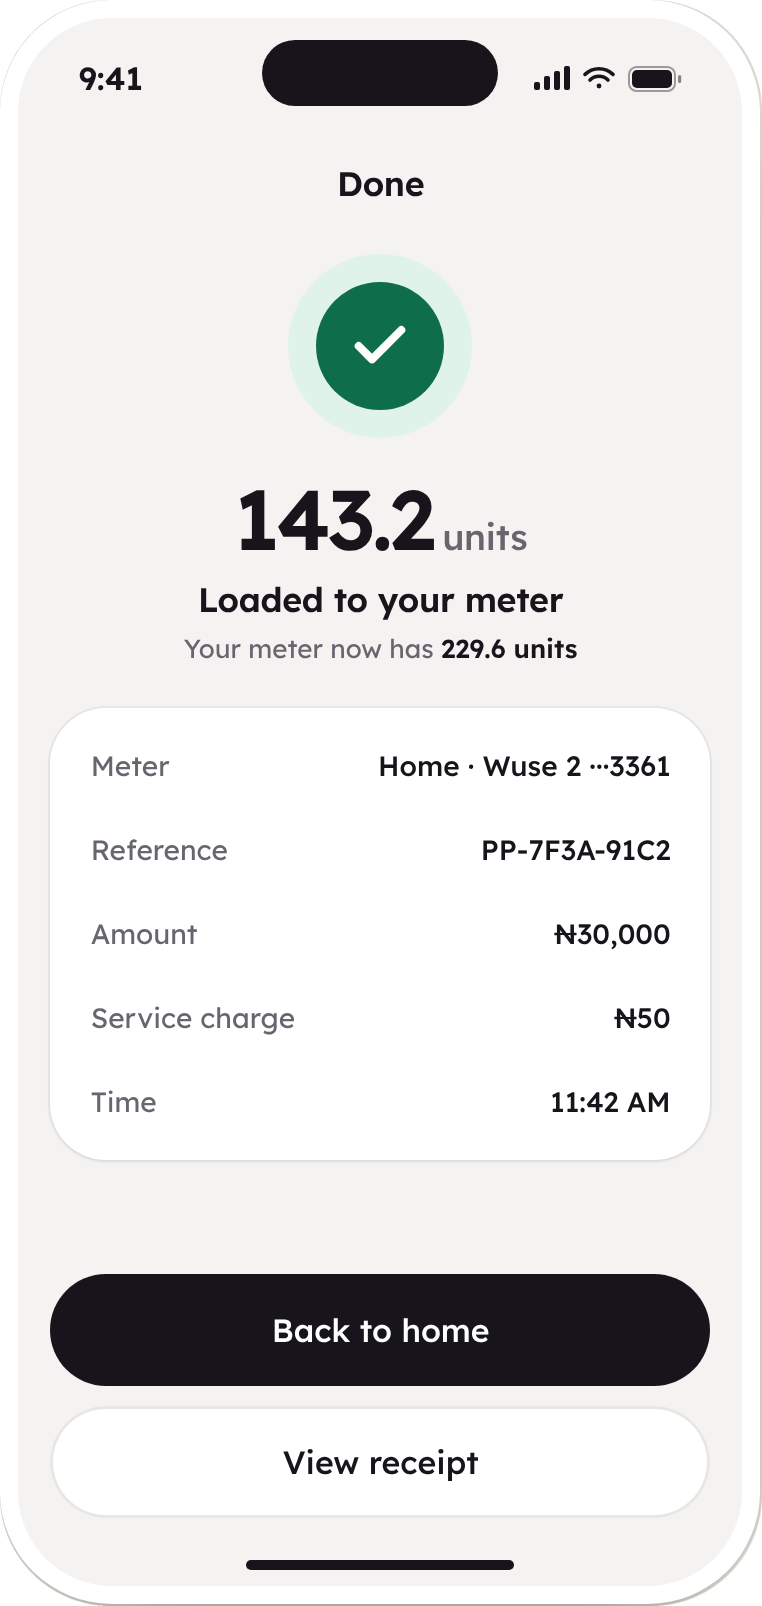 9:41
Done
143.2 units
Loaded to your meter
Your meter now has 229.6 units
Meter Home · Wuse 2 ···3361
Reference PP-7F3A-91C2
Amount ₦30,000
Service charge ₦50
Time 11:42 AM
Back to home
View receipt